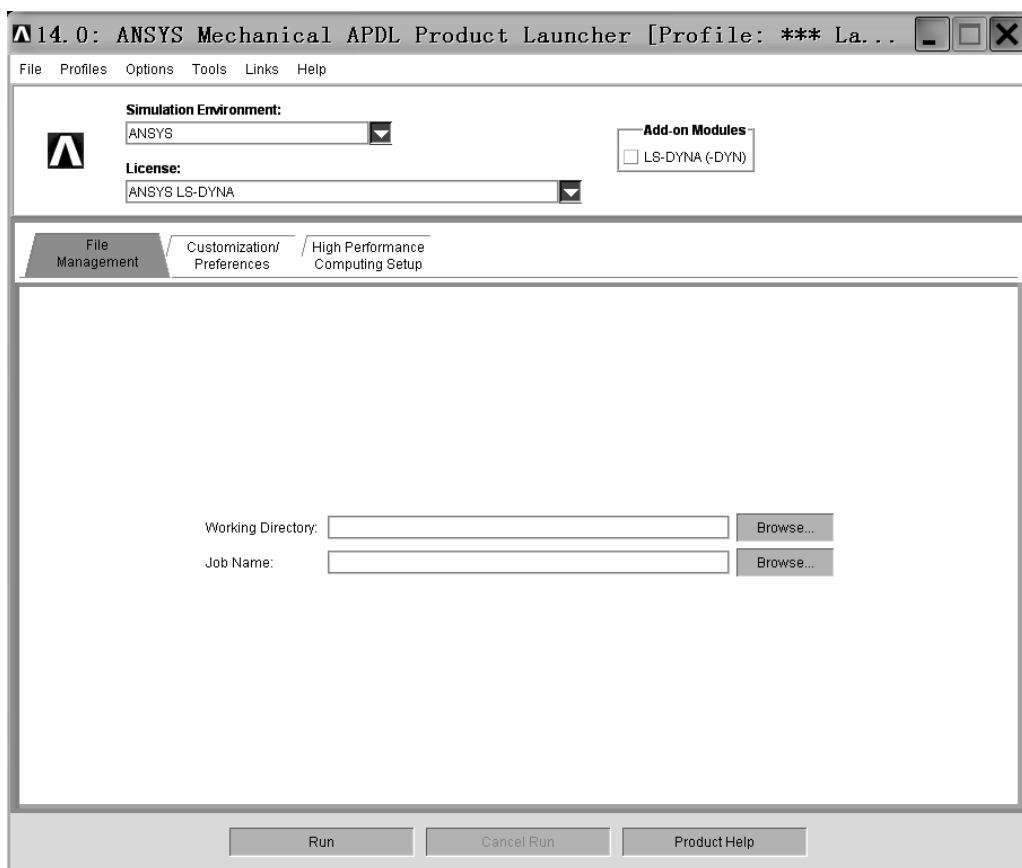 14.0: ANSYS Mechanical APDL Product Launcher [Profile: *** La...
File Profiles Options Tools Links Help
Simulation Environment:
ANSYS
Add-on Modules
LS-DYNA (-DYN)
License:
ANSYS LS-DYNA
File Management
Customization/ Preferences
High Performance Computing Setup
Working Directory: Browse...
Job Name: Browse...
Run Cancel Run Product Help